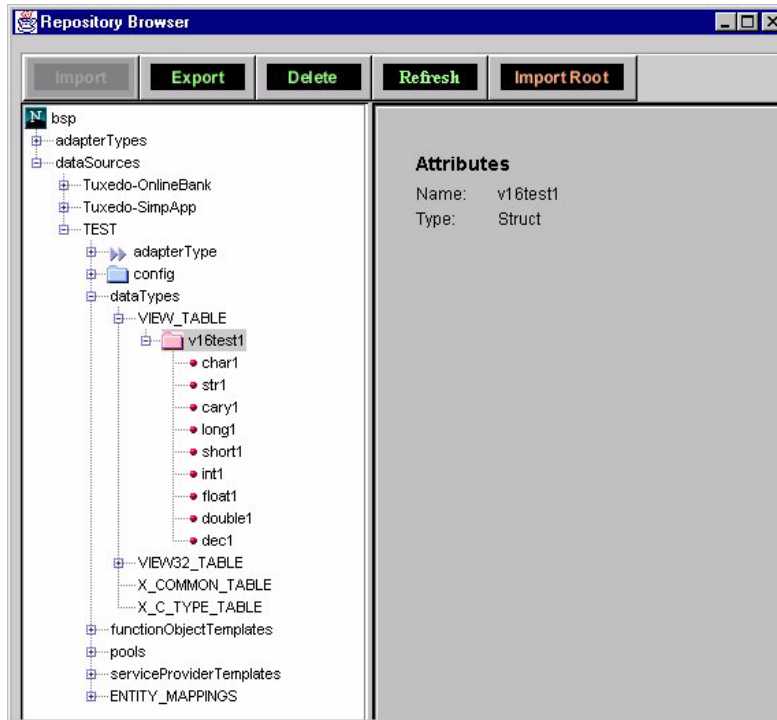 Repository Browser
Import Export Delete Refresh Import Root
N bsp
adapterTypes
dataSources
Tuxedo-OnlineBank
Tuxedo-SimpApp
TEST
adapterType
config
dataTypes
VIEW_TABLE
v16test1
char1
str1
cary1
long1
short1
int1
float1
double1
dec1
VIEW32_TABLE
X_COMMON_TABLE
X_C_TYPE_TABLE
functionObjectTemplates
pools
serviceProviderTemplates
ENTITY_MAPPINGS
Attributes
Name: v16test1
Type: Struct